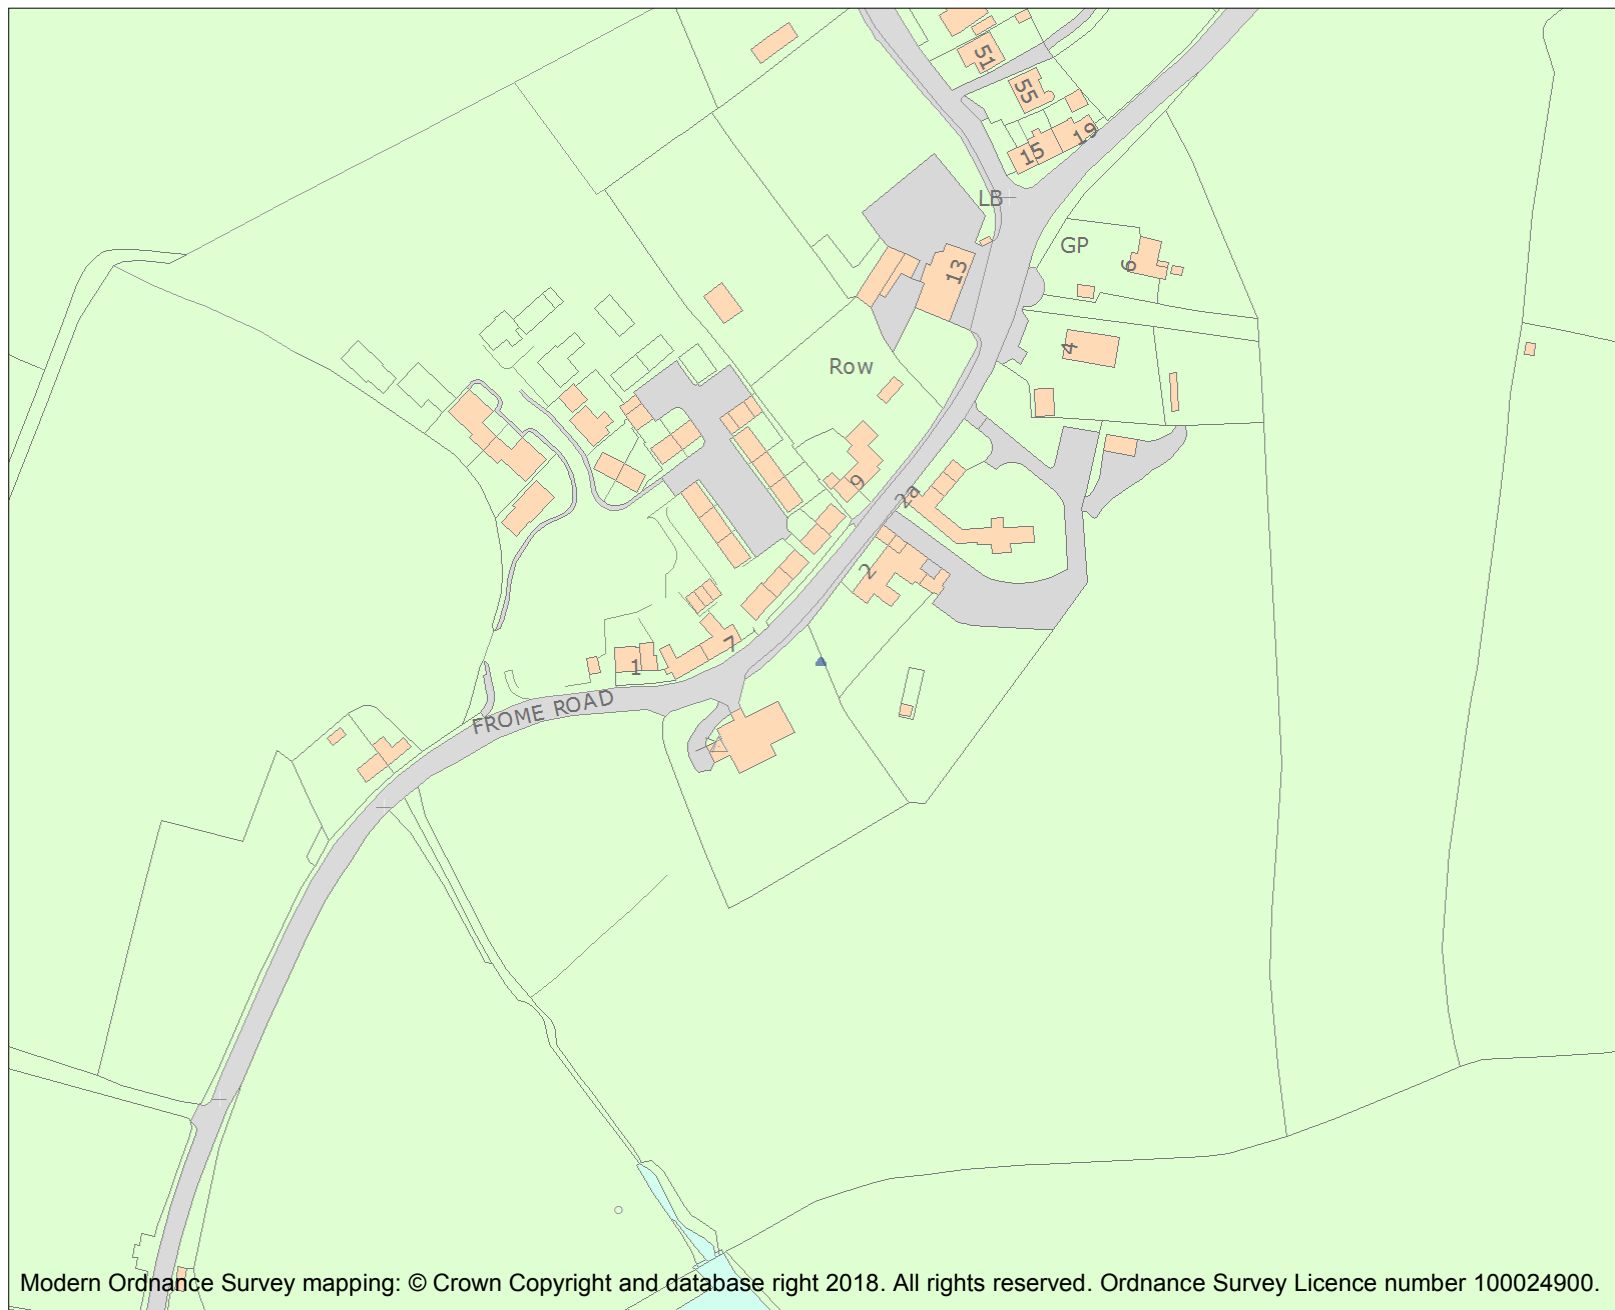 51
55
19
15
LB
GP
6
13
4
Row
9
2a
2
7
1
FROME ROAD
Modern Ordnance Survey mapping: © Crown Copyright and database right 2018. All rights reserved. Ordnance Survey Licence number 100024900.